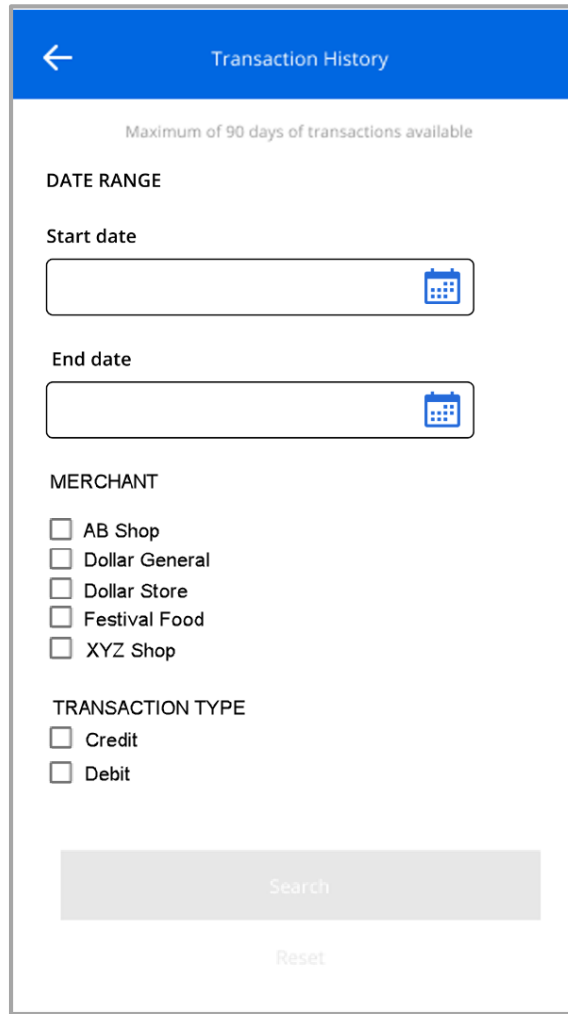 Transaction History
Maximum of 90 days of transactions available
DATE RANGE
Start date
End date
MERCHANT
AB Shop
Dollar General
Dollar Store
Festival Food
XYZ Shop
TRANSACTION TYPE
Credit
Debit
Search
Reset